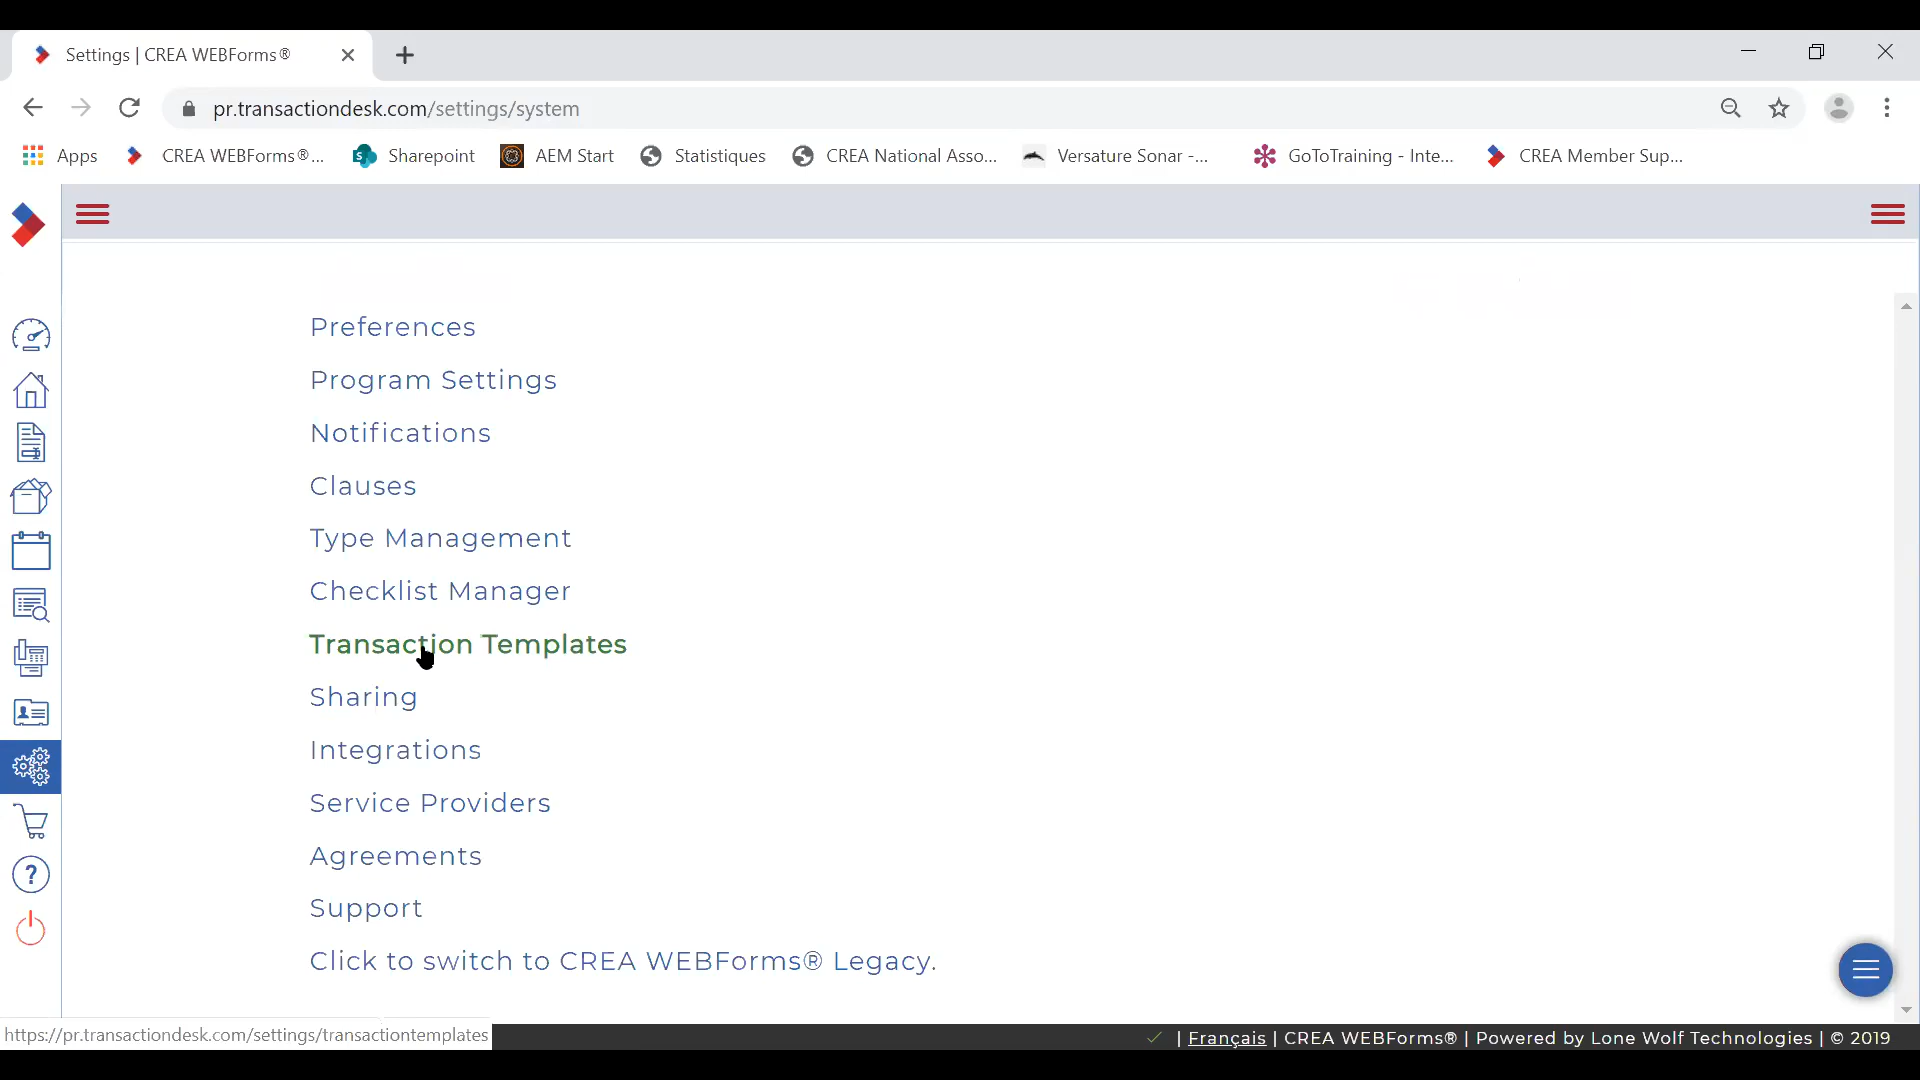 Settings | CREA WEBForms®
pr.transactiondesk.com/settings/system
Apps CREA WEBForms®... Sharepoint AEM Start Statistiques CREA National Asso... Versature Sonar -... GoToTraining - Inte... CREA Member Sup...
Preferences
Program Settings
Notifications
Clauses
Type Management
Checklist Manager
Transaction Templates
Sharing
Integrations
Service Providers
Agreements
Support
Click to switch to CREA WEBForms® Legacy.
https://pr.transactiondesk.com/settings/transactiontemplates
| Français | CREA WEBForms® | Powered by Lone Wolf Technologies | © 2019